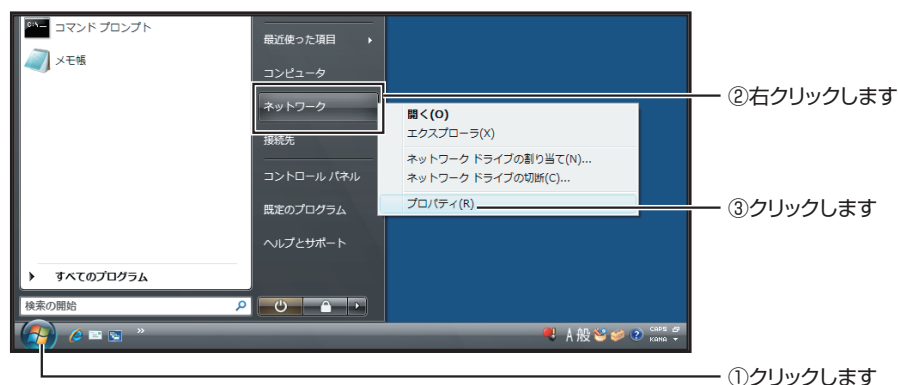 コマンド プロンプト
メモ帳
すべてのプログラム
検索の開始
最近使った項目
コンピュータ
ネットワーク
接続先
コントロール パネル
既定のプログラム
ヘルプとサポート
開く(O)
エクスプローラ(X)
ネットワーク ドライブの割り当て(N)...
ネットワーク ドライブの切断(C)...
プロパティ(R)
②右クリックします
③クリックします
A 般
CAPS
KANA
①クリックします